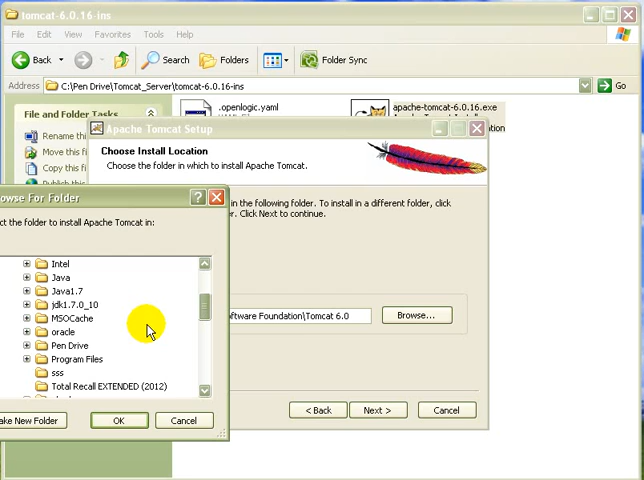 tomcat-6.0.16-ins
File Edit View Favorites Tools Help
Back Search Folders Folder Sync
Address C:\Pen Drive\Tomcat_Server\tomcat-6.0.16-ins Go
File and Folder Tasks
Rename this
Move this fi
Copy this fi
.openlogic.yaml
apache-tomcat-6.0.16.exe
Apache Tomcat Setup
Choose Install Location
Choose the folder in which to install Apache Tomcat.
in the following folder. To install in a different folder, click
er. Click Next to continue.
owse For Folder
ct the folder to install Apache Tomcat in:
Intel
Java
Java1.7
jdk1.7.0_10
MSOCache
oracle
Pen Drive
Program Files
sss
Total Recall EXTENDED (2012)
ake New Folder OK Cancel
oftware Foundation\Tomcat 6.0 Browse...
< Back Next > Cancel